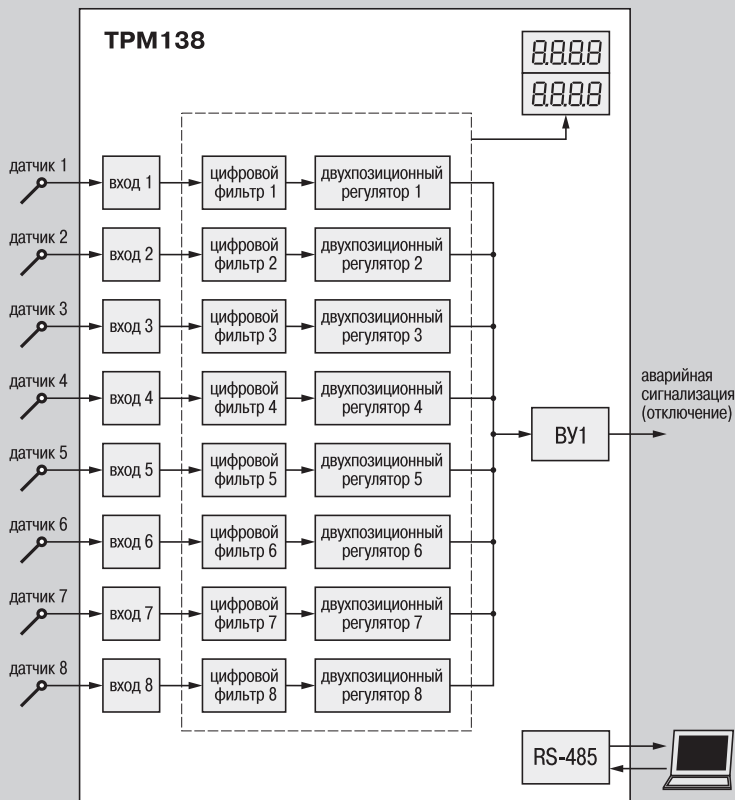 ТРМ138
8.8.8.8
8.8.8.8
датчик 1
вход 1
цифровой
фильтр 1
двухпозиционный
регулятор 1
датчик 2
вход 2
цифровой
фильтр 2
двухпозиционный
регулятор 2
датчик 3
вход 3
цифровой
фильтр 3
двухпозиционный
регулятор 3
датчик 4
вход 4
цифровой
фильтр 4
двухпозиционный
регулятор 4
аварийная
сигнализация
(отключение)
ВУ1
датчик 5
вход 5
цифровой
фильтр 5
двухпозиционный
регулятор 5
датчик 6
вход 6
цифровой
фильтр 6
двухпозиционный
регулятор 6
датчик 7
вход 7
цифровой
фильтр 7
двухпозиционный
регулятор 7
датчик 8
вход 8
цифровой
фильтр 8
двухпозиционный
регулятор 8
RS-485